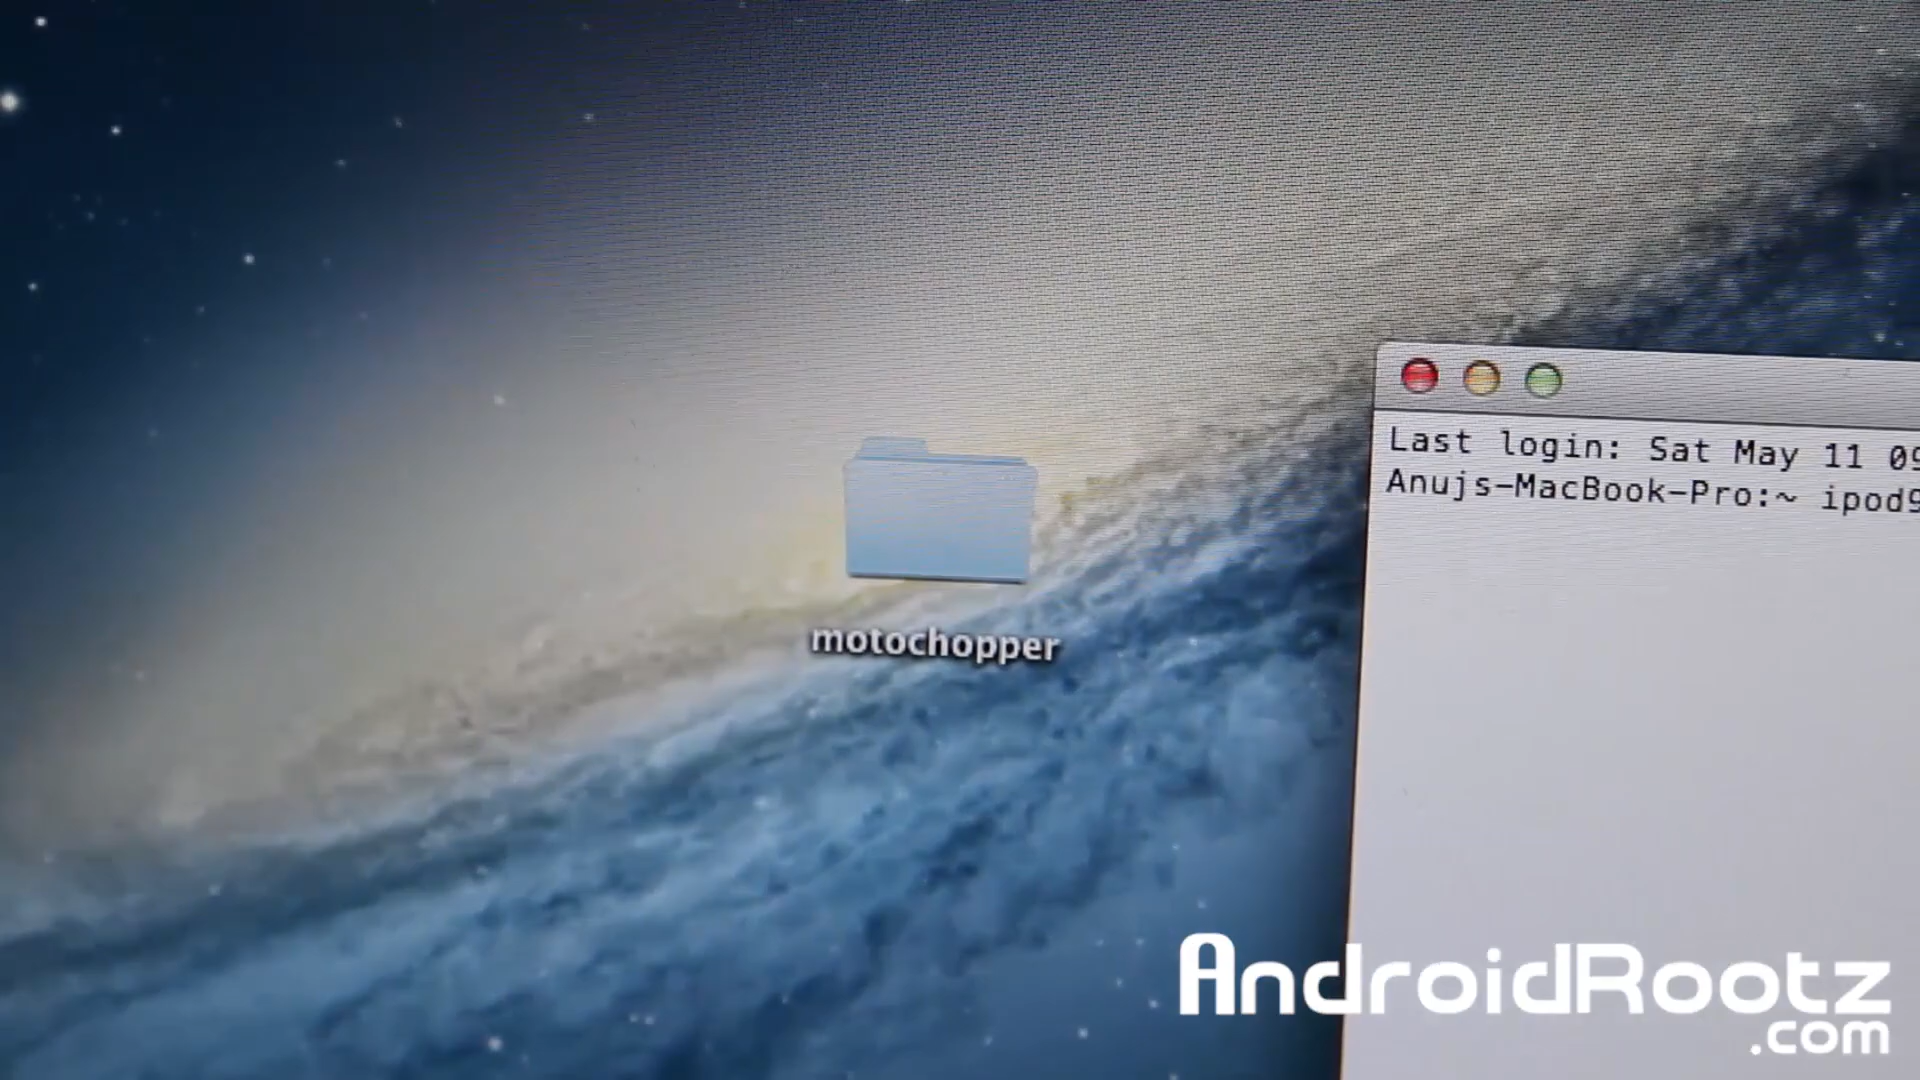 Last login: Sat May 11
Anujs-MacBook-Pro:~
motochopper
AndroidRootz
.com